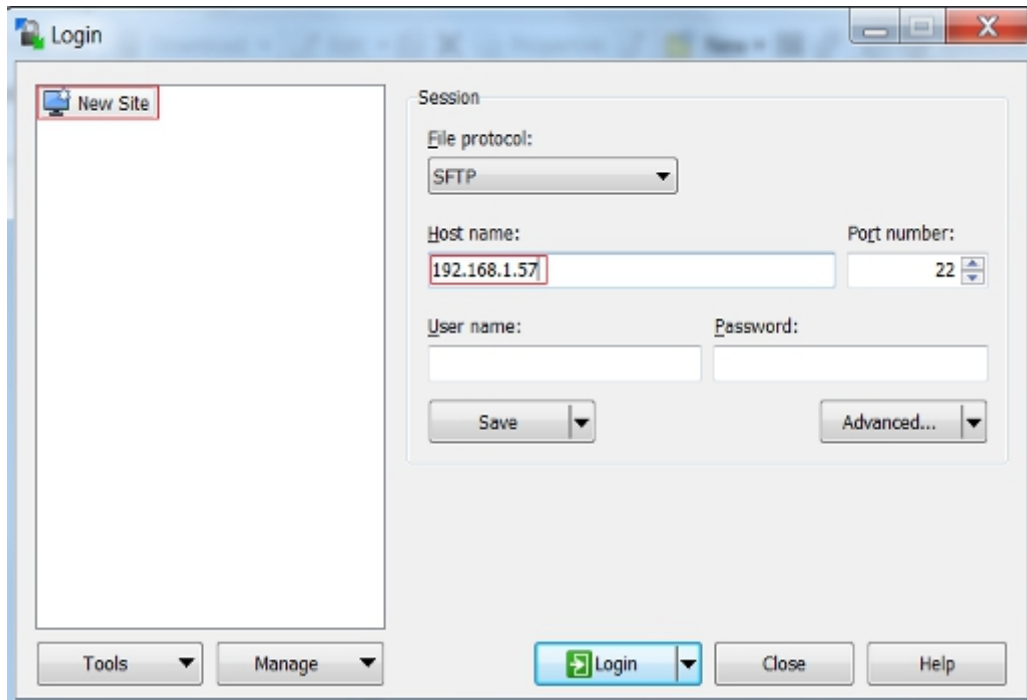 Login
New Site
Session
File protocol:
SFTP
Host name:
Port number:
192.168.1.57
22
User name:
Password:
Save
Advanced...
Tools
Manage
Login
Close
Help